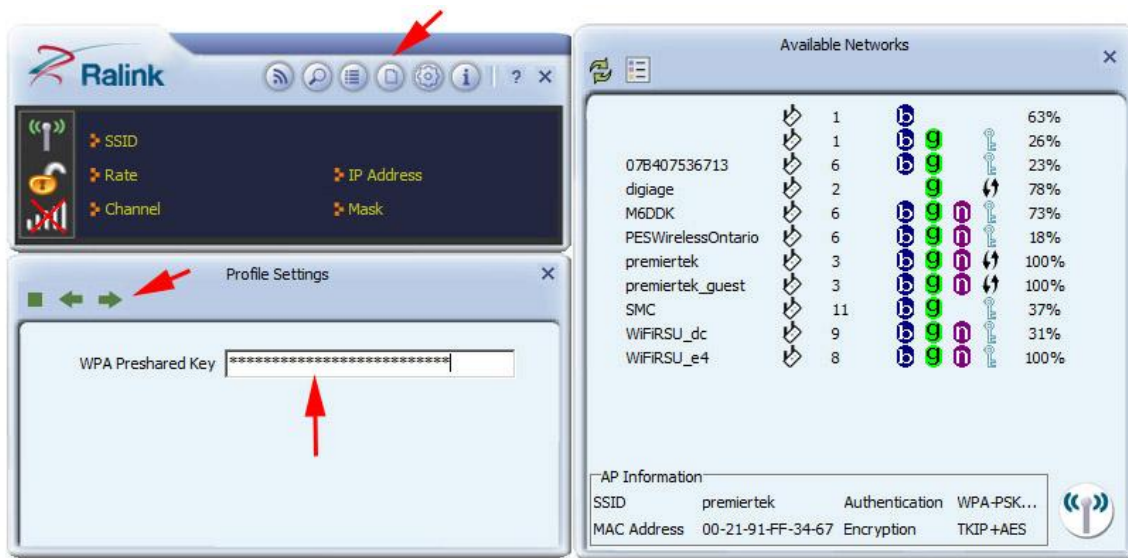 Ralink
i
? ×
SSID
Rate
IP Address
Channel
Mask
Profile Settings ×
WPA Preshared Key **************************
Available Networks ×
1 b 63%
1 b g 26%
07B407536713 6 b g 23%
digiage 2 g 78%
M6DDK 6 b g n 73%
PESWirelessOntario 6 b g n 18%
premiertek 3 b g n 100%
premiertek_guest 3 b g n 100%
SMC 11 b g 37%
WiFiRSU_dc 9 b g n 31%
WiFiRSU_e4 8 b g n 100%
AP Information
SSID premiertek Authentication WPA-PSK...
MAC Address 00-21-91-FF-34-67 Encryption TKIP+AES